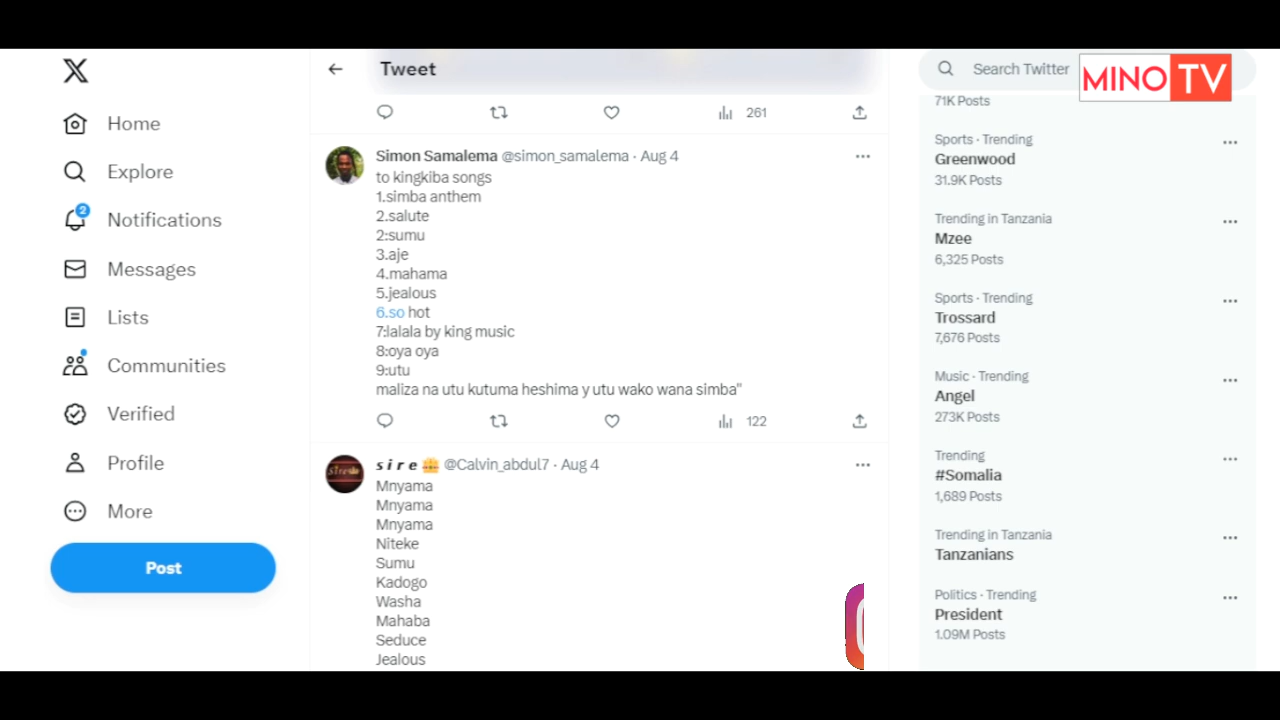 Home
Explore
Notifications
2
Messages
Lists
Communities
Verified
Profile
More
Post
Tweet
261
Simon Samalema @simon_samalema · Aug 4
to kingkiba songs
1.simba anthem
2.salute
2:sumu
3.aje
4.mahama
5.jealous
6.so hot
7:lalala by king music
8:oya oya
9:utu
maliza na utu kutuma heshima y utu wako wana simba"
122
sire @Calvin_abdul7 · Aug 4
Mnyama
Mnyama
Mnyama
Niteke
Sumu
Kadogo
Washa
Mahaba
Seduce
Jealous
Search Twitter
MINO TV
71K Posts
Sports · Trending
Greenwood
31.9K Posts
Trending in Tanzania
Mzee
6,325 Posts
Sports · Trending
Trossard
7,676 Posts
Music · Trending
Angel
273K Posts
Trending
#Somalia
1,689 Posts
Trending in Tanzania
Tanzanians
Politics · Trending
President
1.09M Posts